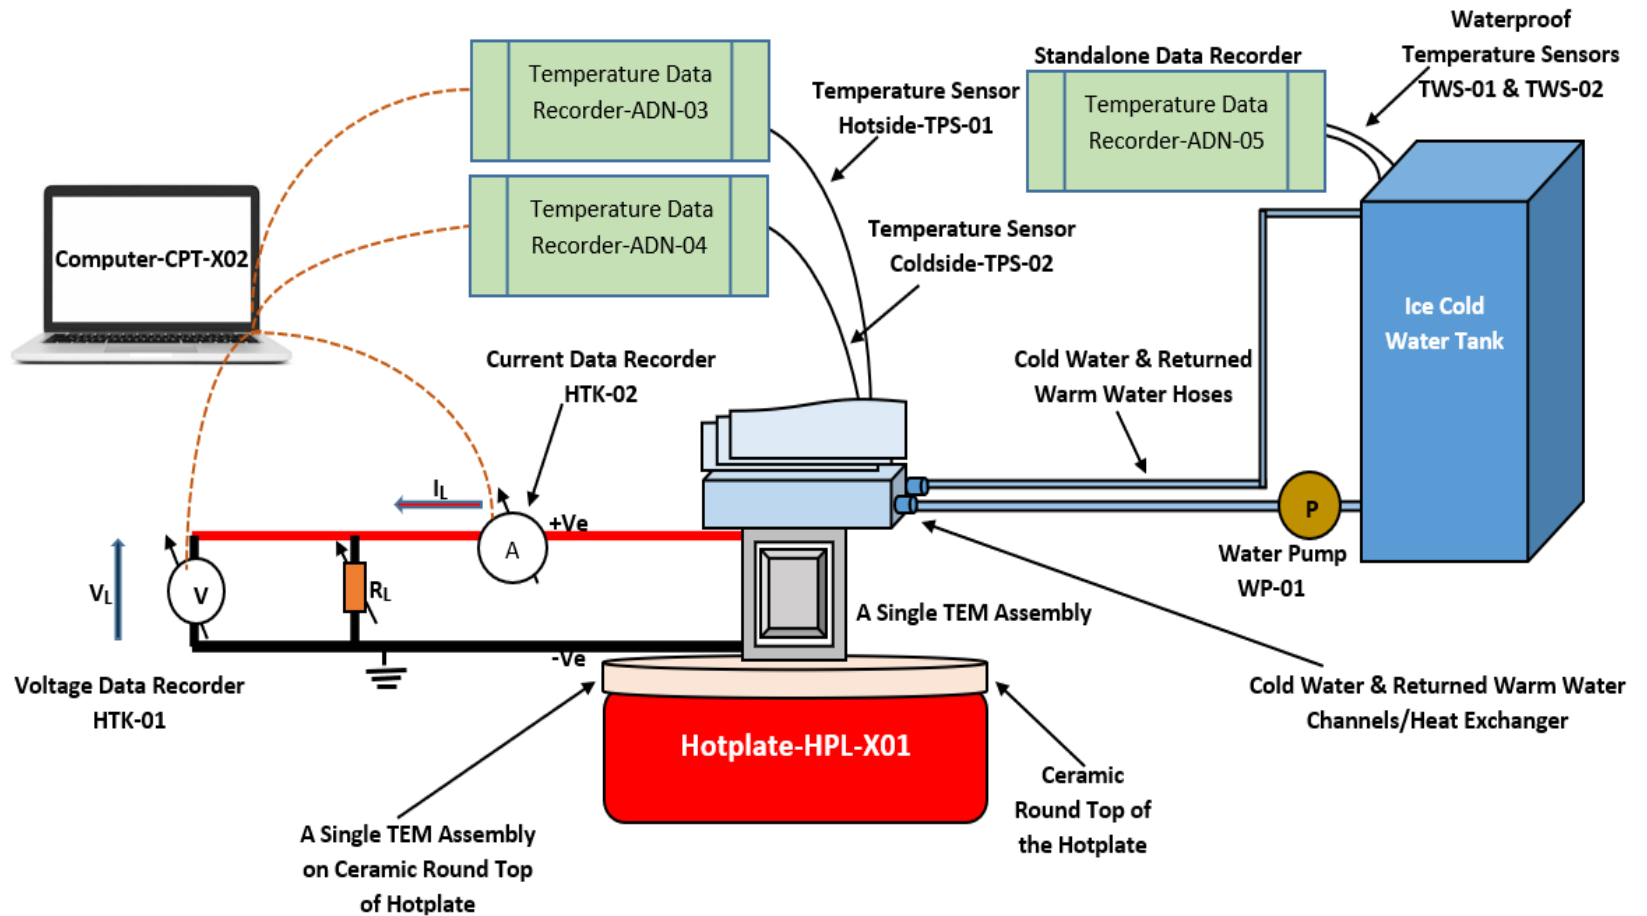 Waterproof
Temperature Sensors
TWS-01 & TWS-02
Standalone Data Recorder
Temperature Data
Recorder-ADN-03
Temperature Sensor
Hotside-TPS-01
Temperature Data
Recorder-ADN-05
Temperature Data
Recorder-ADN-04
Temperature Sensor
Coldside-TPS-02
Computer-CPT-X02
Ice Cold
Water Tank
Current Data Recorder
HTK-02
Cold Water & Returned
Warm Water Hoses
IL
+Ve
A
P
Water Pump
WP-01
VL
V
RL
A Single TEM Assembly
-Ve
Voltage Data Recorder
HTK-01
Cold Water & Returned Warm Water
Channels/Heat Exchanger
Hotplate-HPL-X01
Ceramic
Round Top of
the Hotplate
A Single TEM Assembly
on Ceramic Round Top
of Hotplate